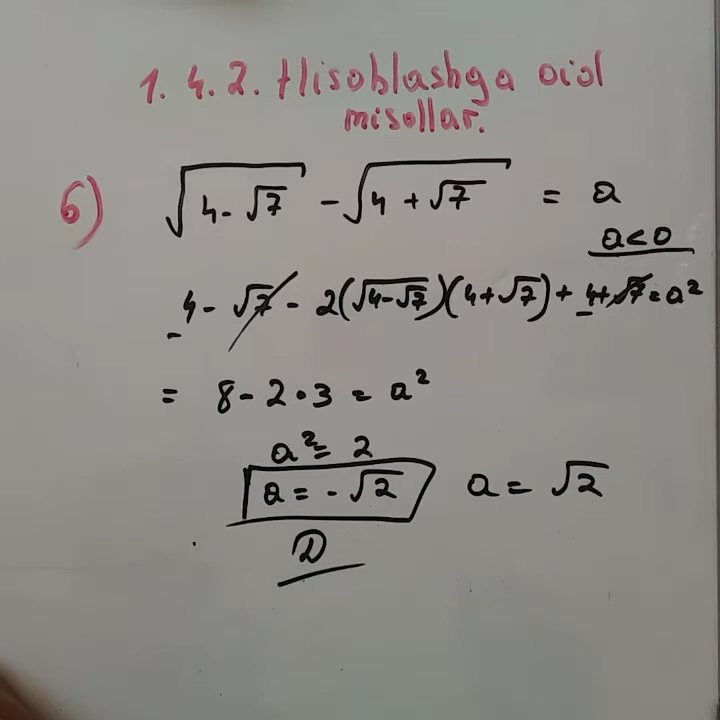 1.4.2. Hisoblashga oid
misollar.
6) √(4-√7) - √(4+√7) = a
a<0
4-√7 - 2(√4-√7)(4+√7) + 4+√7 = a²
= 8-2•3 = a²
a² = 2
a = -√2 a = √2
D